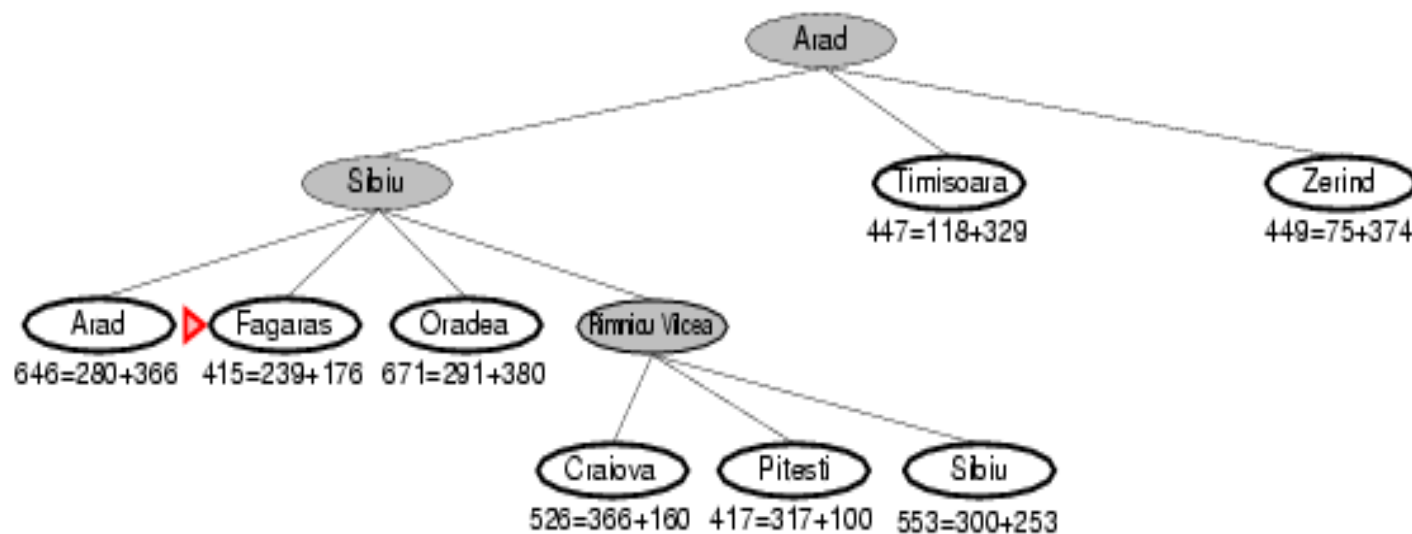 Arad
Sibiu
Timisoara
Zerind
447=118+329
449=75+374
Arad
Fagaras
Oradea
Rimnicu Vilcea
646=280+366
415=239+176
671=291+380
Craiova
Pitesti
Sibiu
526=366+160
417=317+100
553=300+253